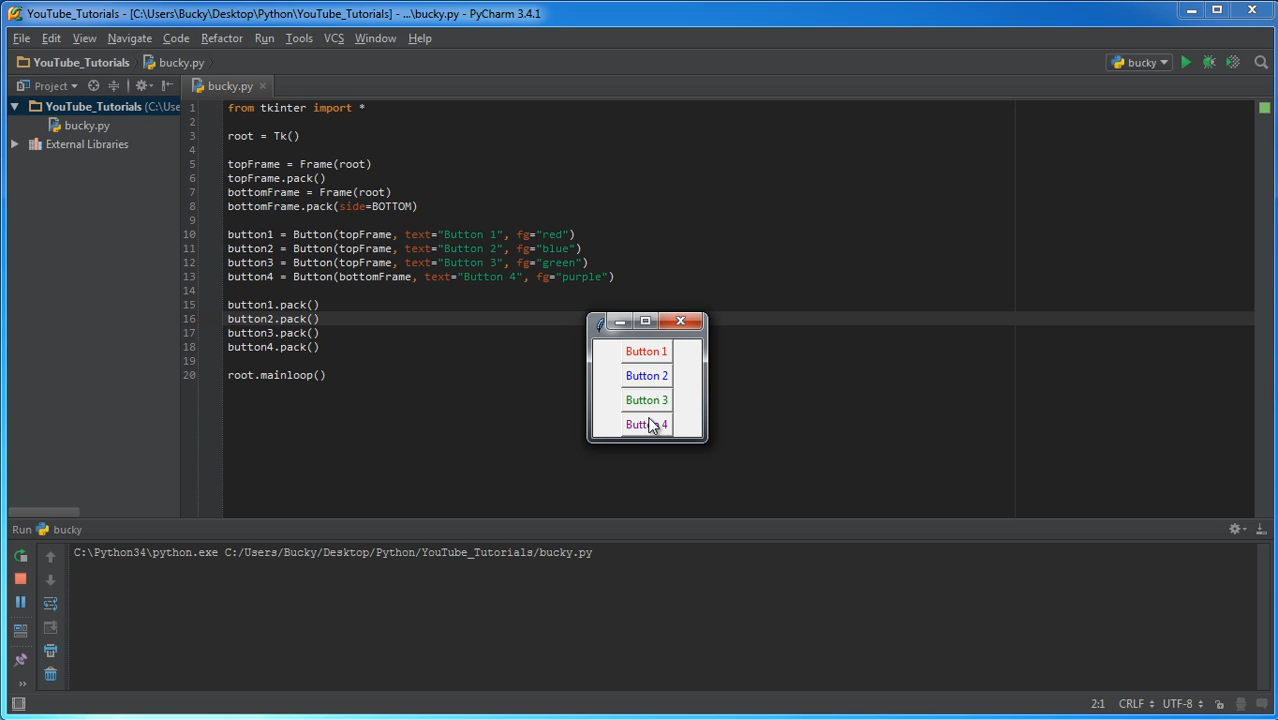 YouTube_Tutorials - [C:\Users\Bucky\Desktop\Python\YouTube_Tutorials] - ...\bucky.py - PyCharm 3.4.1
File Edit View Navigate Code Refactor Run Tools VCS Window Help
YouTube_Tutorials bucky.py bucky
Project bucky.py
YouTube_Tutorials (C:\Use
bucky.py
External Libraries
1 from tkinter import *
2
3 root = Tk()
4
5 topFrame = Frame(root)
6 topFrame.pack()
7 bottomFrame = Frame(root)
8 bottomFrame.pack(side=BOTTOM)
9
10 button1 = Button(topFrame, text="Button 1", fg="red")
11 button2 = Button(topFrame, text="Button 2", fg="blue")
12 button3 = Button(topFrame, text="Button 3", fg="green")
13 button4 = Button(bottomFrame, text="Button 4", fg="purple")
14
15 button1.pack()
16 button2.pack()
17 button3.pack()
18 button4.pack()
19
20 root.mainloop()
Button 1
Button 2
Button 3
Button 4
Run bucky
C:\Python34\python.exe C:/Users/Bucky/Desktop/Python/YouTube_Tutorials/bucky.py
2:1 CRLF UTF-8